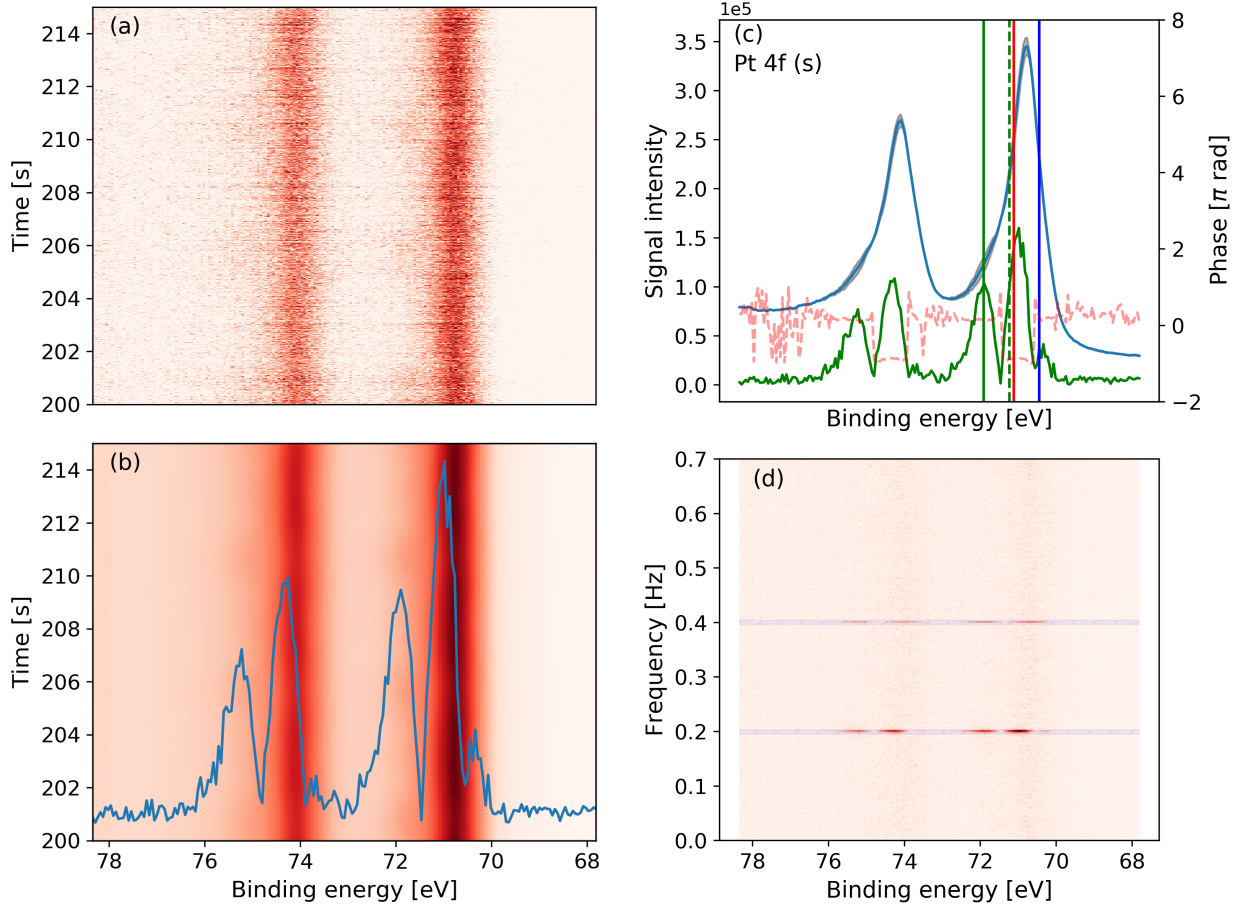 (a)
214
212
210
208
206
204
202
200
Time [s]
(b)
214
212
210
208
206
204
202
200
Time [s]
78 76 74 72 70 68
Binding energy [eV]
1e5
(c)
Pt 4f (s)
3.5
3.0
2.5
2.0
1.5
1.0
0.5
0.0
Signal intensity
8
6
4
2
0
−2
Phase [π rad]
Binding energy [eV]
(d)
0.7
0.6
0.5
0.4
0.3
0.2
0.1
0.0
Frequency [Hz]
78 76 74 72 70 68
Binding energy [eV]